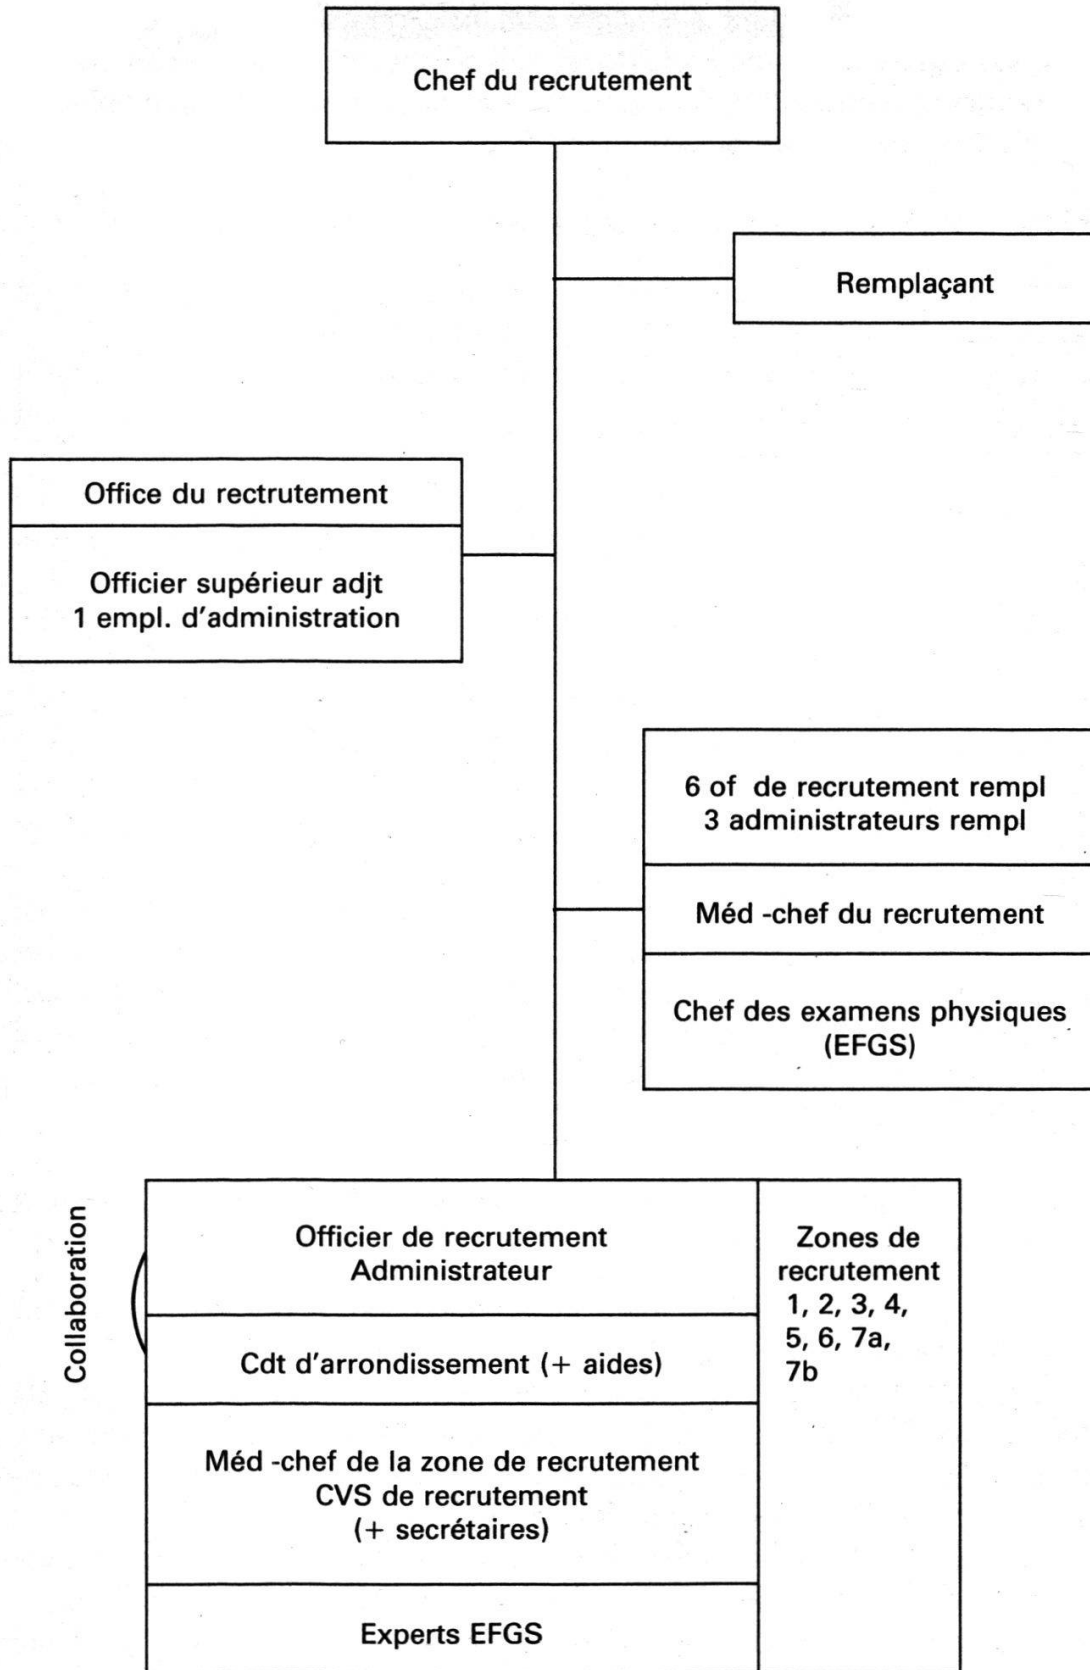 Chef du recrutement
Remplaçant
Office du rectrutement
Officier supérieur adjt
1 empl. d'administration
6 of de recrutement rempl
3 administrateurs rempl
Méd -chef du recrutement
Chef des examens physiques
(EFGS)
Collaboration
Officier de recrutement
Administrateur
Cdt d'arrondissement (+ aides)
Méd -chef de la zone de recrutement
CVS de recrutement
(+ secrétaires)
Experts EFGS
Zones de
recrutement
1, 2, 3, 4,
5, 6, 7a,
7b